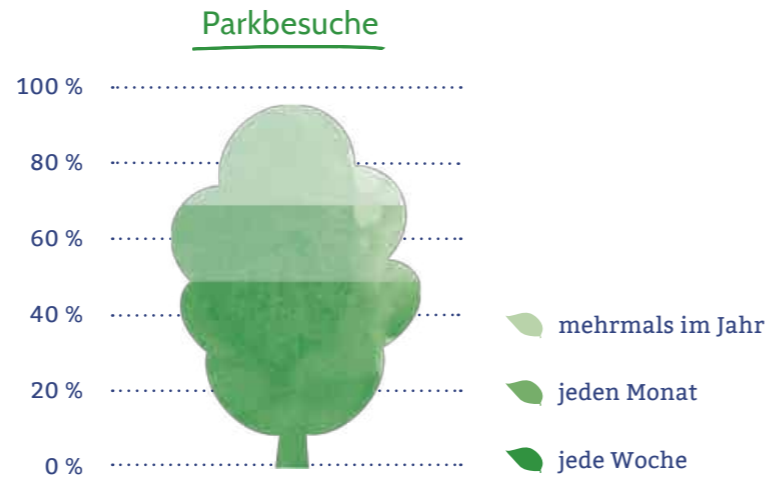 Parkbesuche
100 %
80 %
60 %
40 %
20 %
0 %
mehrmals im Jahr
jeden Monat
jede Woche